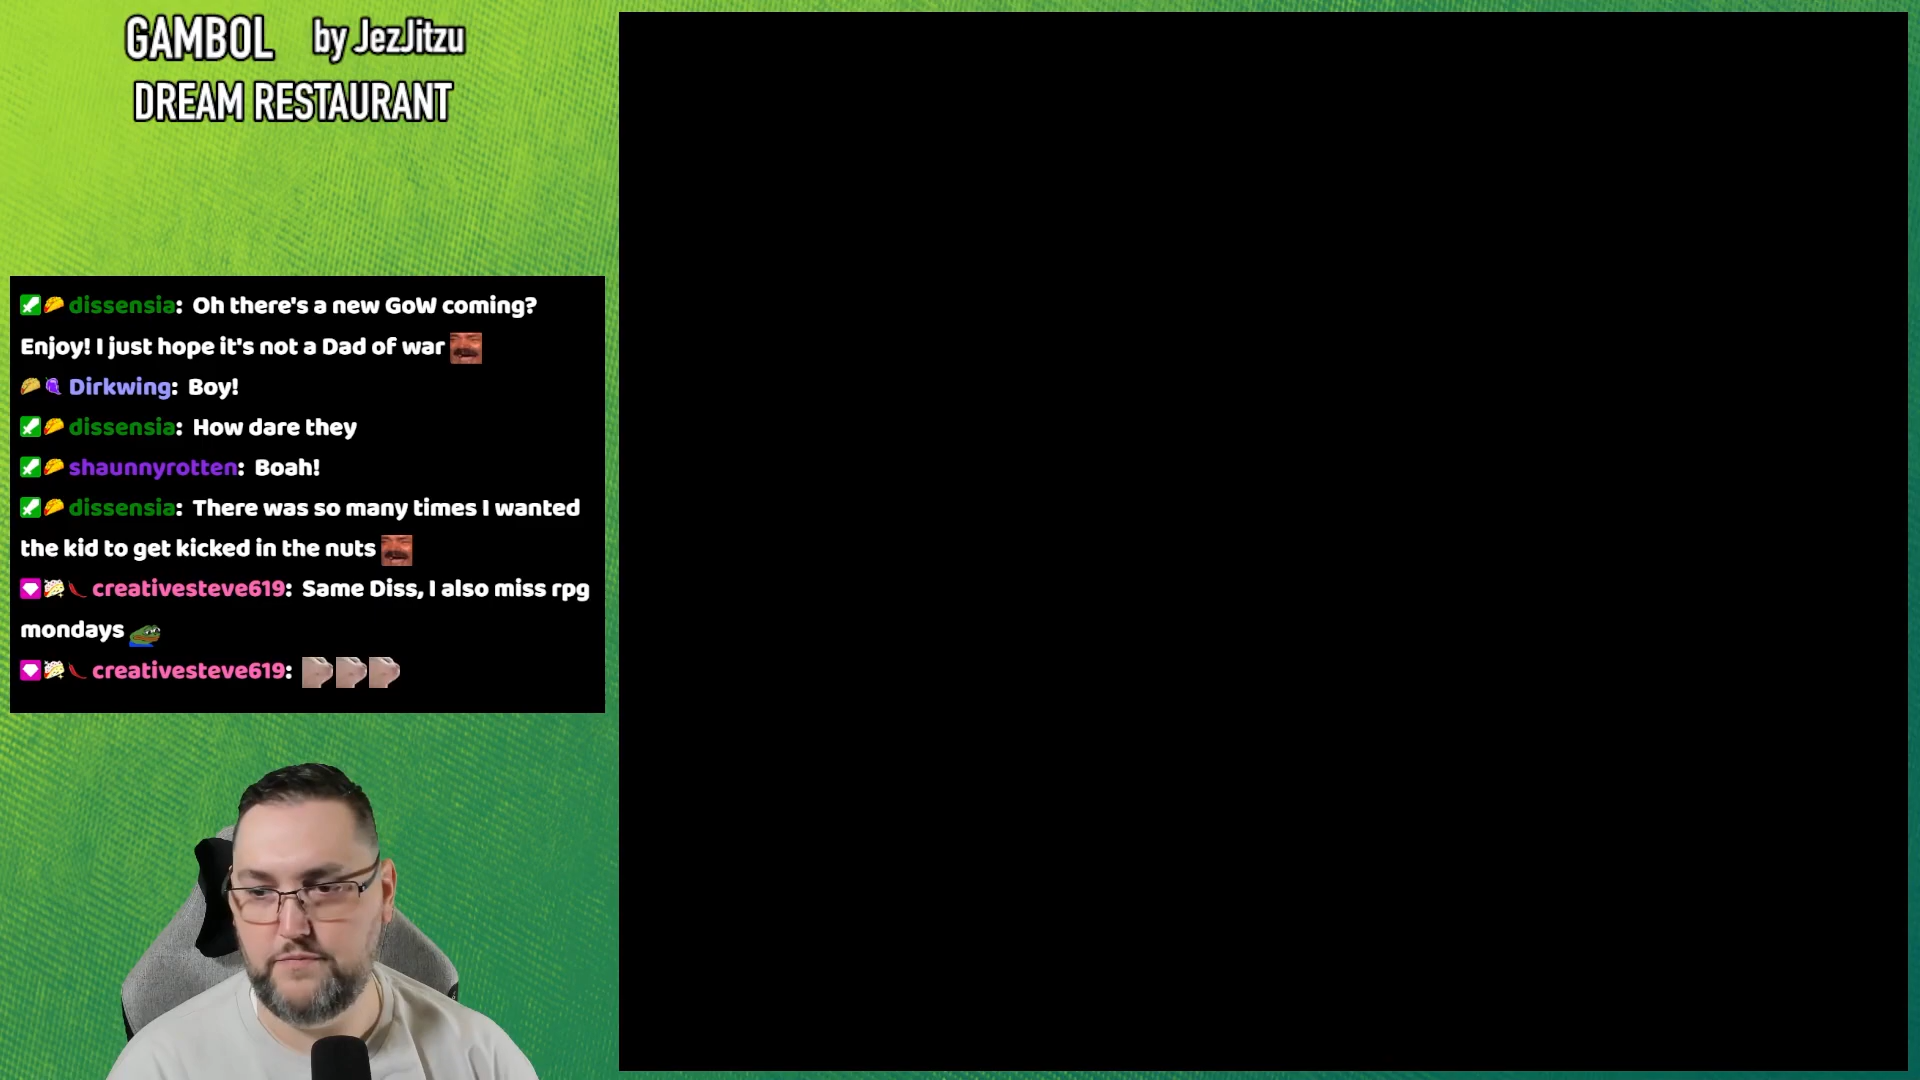 GAMBOL by JezJitzu
DREAM RESTAURANT
dissensia: Oh there's a new GoW coming?
Enjoy! I just hope it's not a Dad of war
Dirkwing: Boy!
dissensia: How dare they
shaunnyrotten: Boah!
dissensia: There was so many times I wanted
the kid to get kicked in the nuts
creativesteve619: Same Diss, I also miss rpg
mondays
creativesteve619: